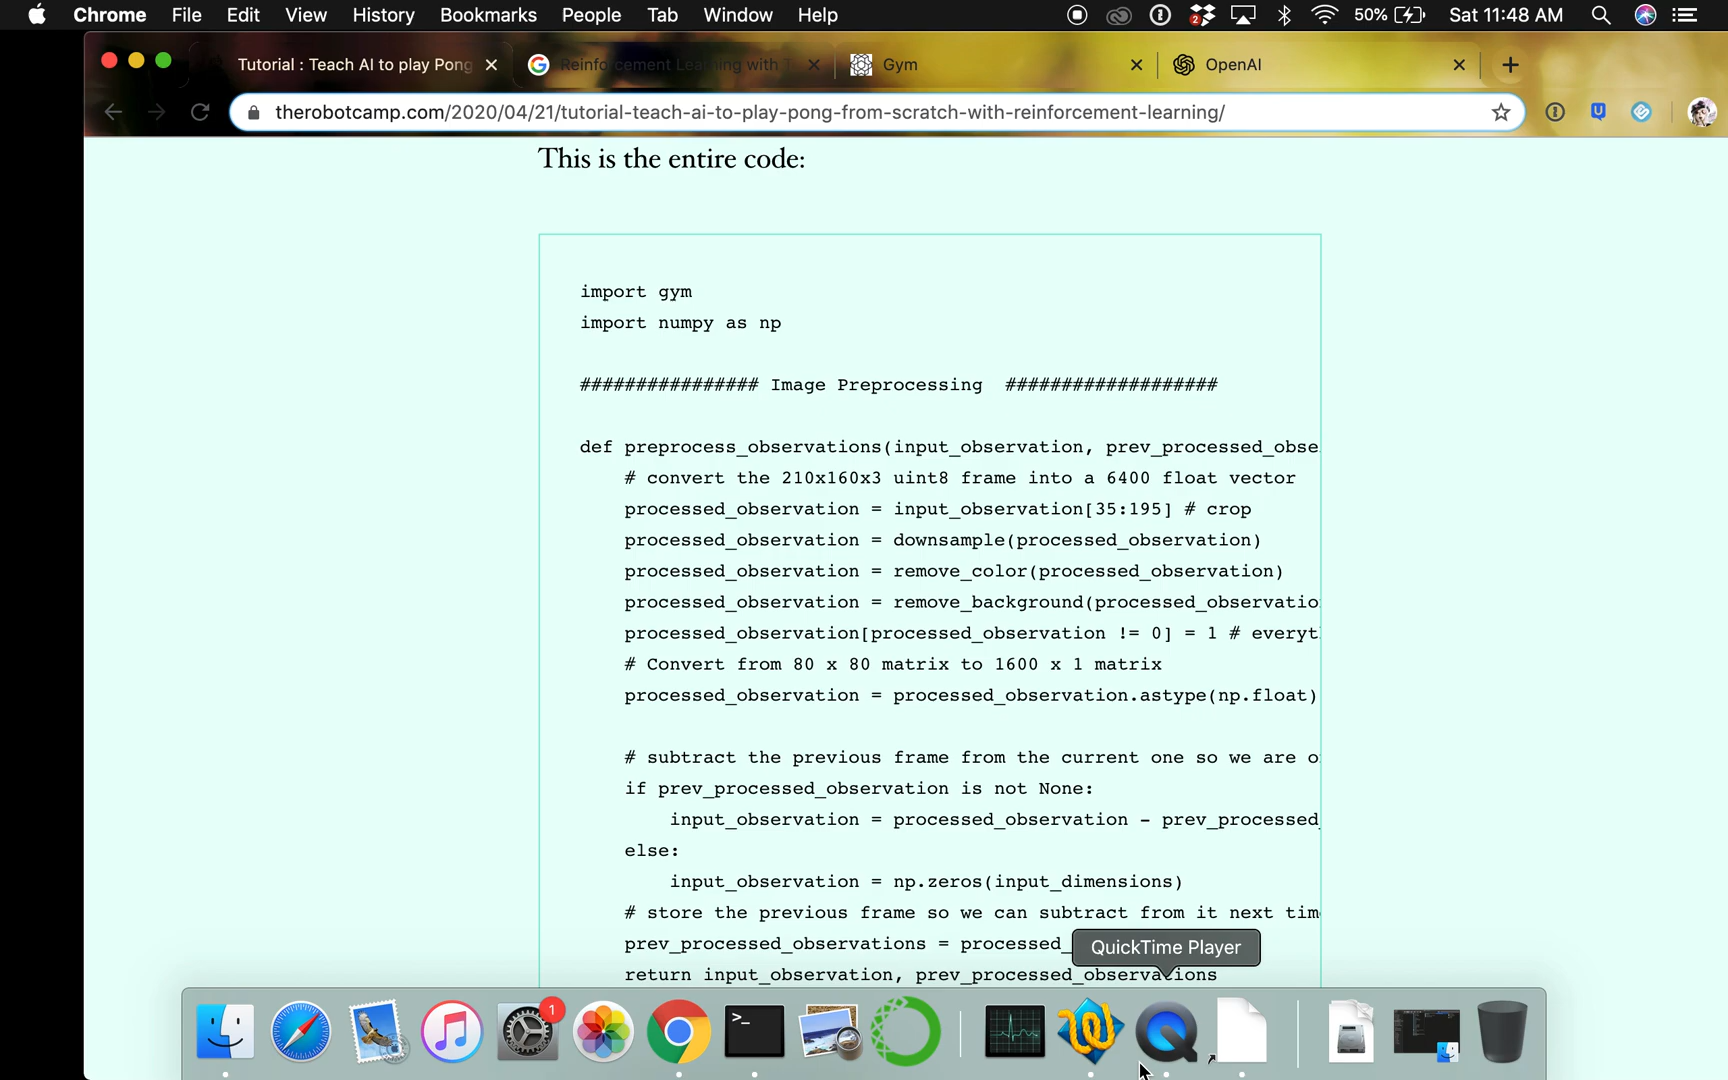 Chrome File Edit View History Bookmarks People Tab Window Help 2 50% Sat 11:48 AM
Tutorial : Teach AI to play Pong Reinforcement Learning with Gym OpenAI
therobotcamp.com/2020/04/21/tutorial-teach-ai-to-play-pong-from-scratch-with-reinforcement-learning/
This is the entire code:
import gym
import numpy as np
################ Image Preprocessing ###################
def preprocess_observations(input_observation, prev_processed_obse
# convert the 210x160x3 uint8 frame into a 6400 float vector
processed_observation = input_observation[35:195] # crop
processed_observation = downsample(processed_observation)
processed_observation = remove_color(processed_observation)
processed_observation = remove_background(processed_observatio
processed_observation[processed_observation != 0] = 1 # everyt
# Convert from 80 x 80 matrix to 1600 x 1 matrix
processed_observation = processed_observation.astype(np.float)
# subtract the previous frame from the current one so we are o
if prev_processed_observation is not None:
input_observation = processed_observation - prev_processed_
else:
input_observation = np.zeros(input_dimensions)
# store the previous frame so we can subtract from it next tim
prev_processed_observations = processed_
QuickTime Player
return input_observation, prev_processed_observations
1
>_